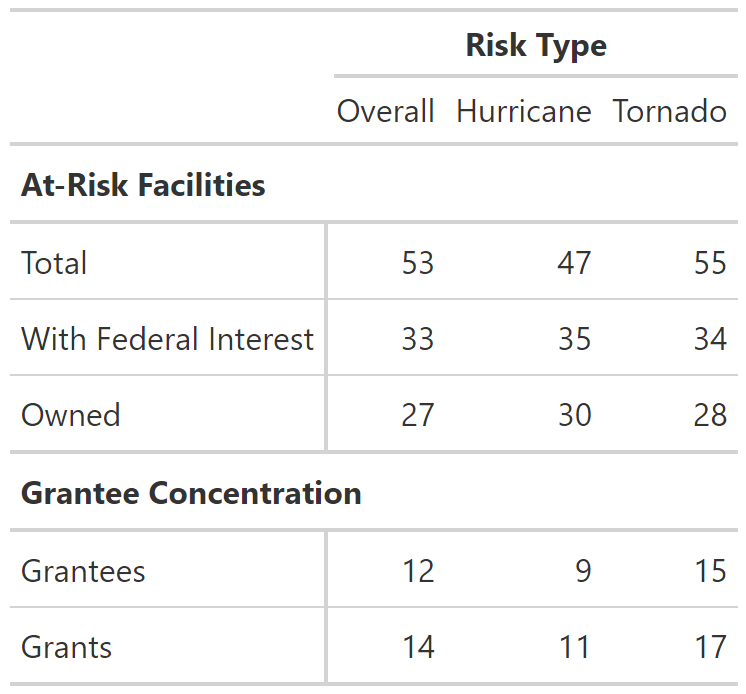 Risk Type
Overall Hurricane Tornado
At-Risk Facilities
Total 53 47 55
With Federal Interest 33 35 34
Owned 27 30 28
Grantee Concentration
Grantees 12 9 15
Grants 14 11 17